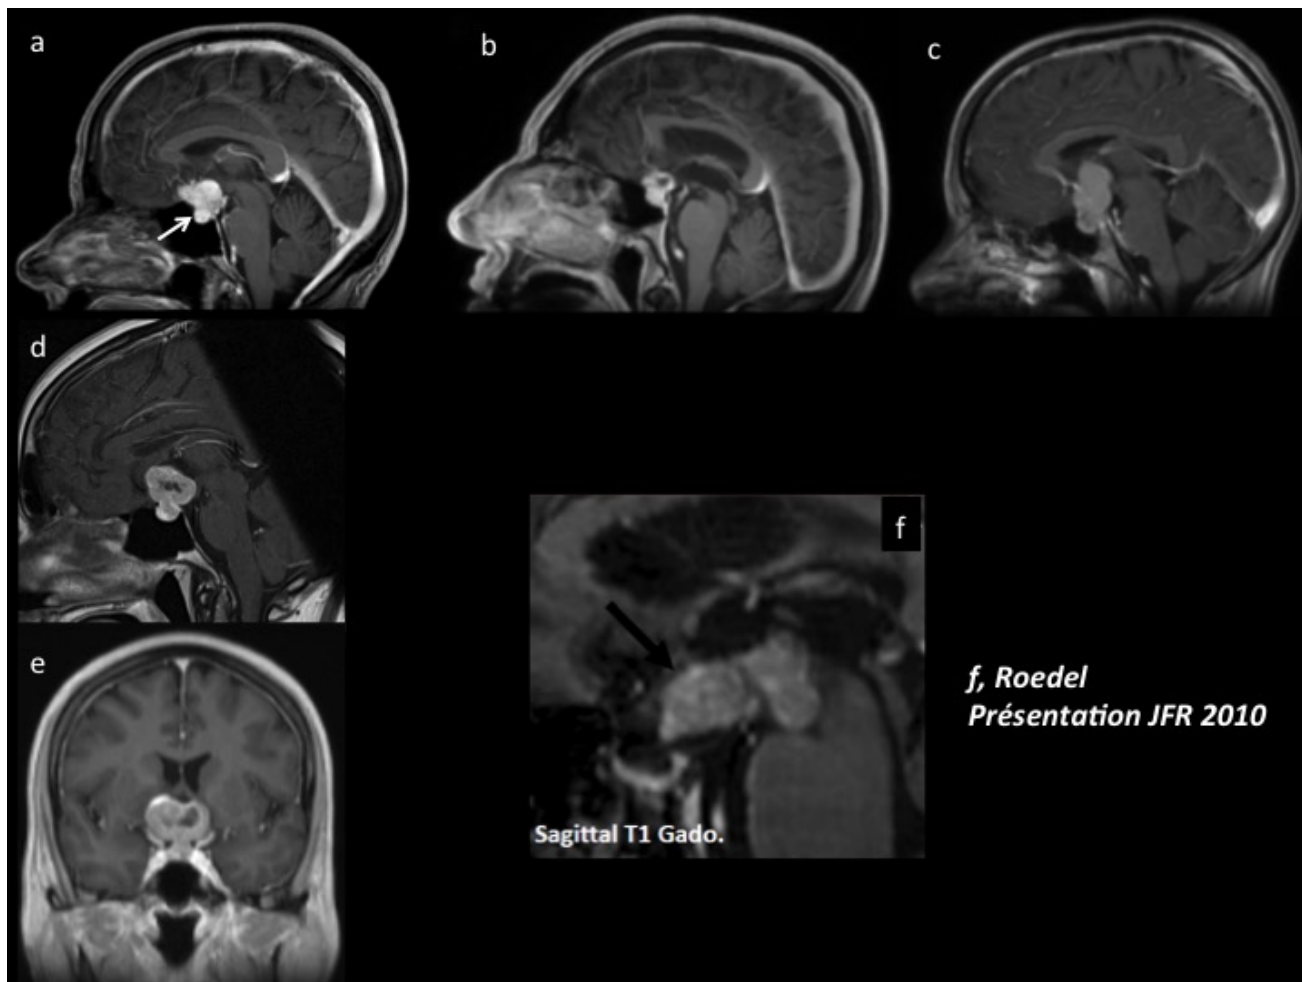 a
b
c
d
e
f
Sagittal T1 Gado.
f, Roedel
Présentation JFR 2010